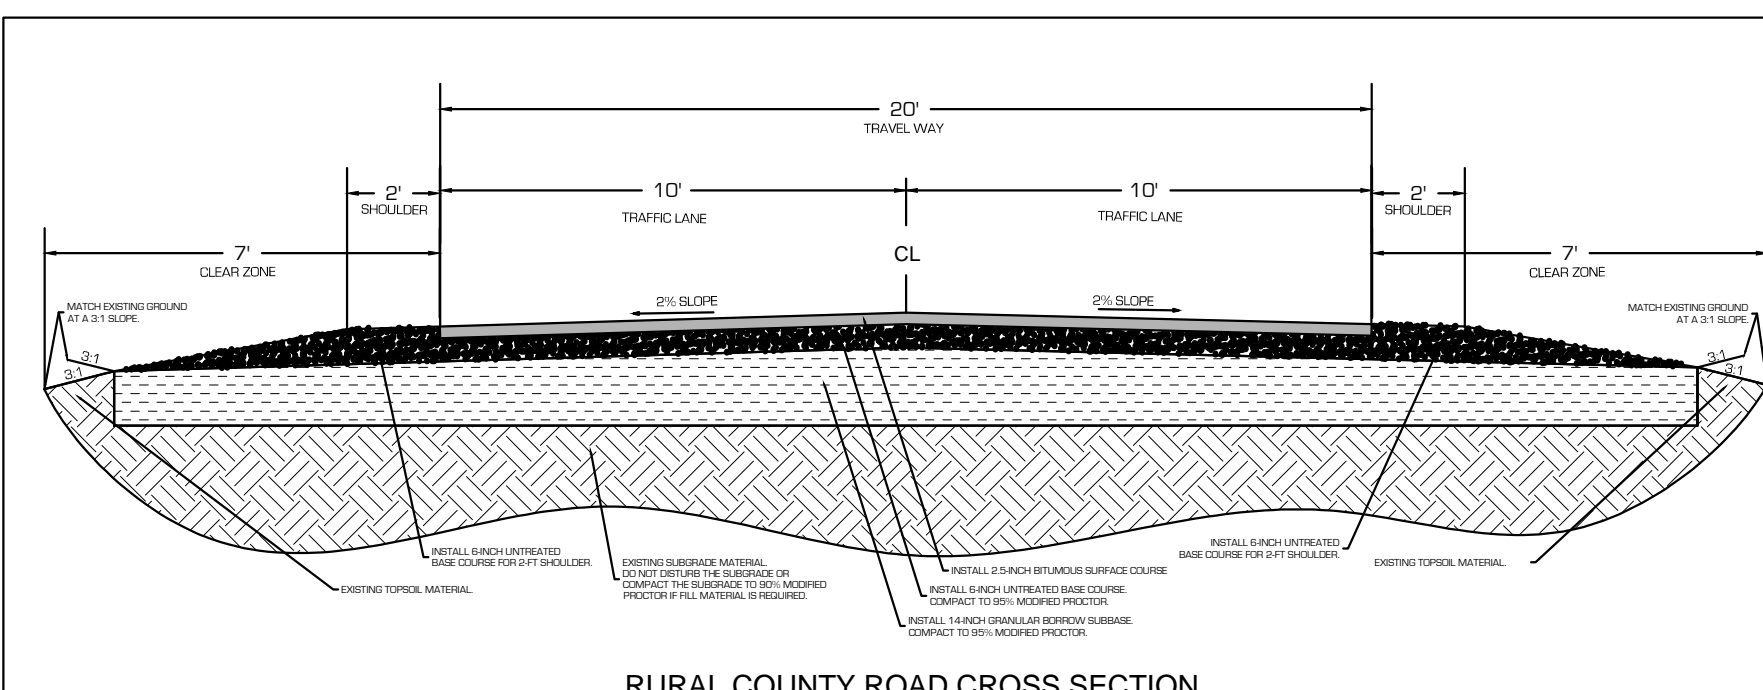 20'
TRAVEL WAY
2'
SHOULDER
10'
TRAFFIC LANE
10'
TRAFFIC LANE
2'
SHOULDER
7'
CLEAR ZONE
CL
7'
CLEAR ZONE
2% SLOPE
2% SLOPE
MATCH EXISTING GROUND
AT A 3:1 SLOPE.
MATCH EXISTING GROUND
AT A 3:1 SLOPE.
3:1
3:1
3:1
3:1
INSTALL 6-INCH UNTREATED
BASE COURSE FOR 2-FT SHOULDER.
EXISTING TOPSOIL MATERIAL.
EXISTING SUBGRADE MATERIAL.
DO NOT DISTURB THE SUBGRADE OR
COMPACT THE SUBGRADE TO 90% MODIFIED
PROCTOR IF FILL MATERIAL IS REQUIRED.
INSTALL 2.5-INCH BITUMOUS SURFACE COURSE
INSTALL 6-INCH UNTREATED BASE COURSE.
COMPACT TO 95% MODIFIED PROCTOR.
INSTALL 14-INCH GRANULAR BORROW SUBBASE.
COMPACT TO 95% MODIFIED PROCTOR.
INSTALL 6-INCH UNTREATED
BASE COURSE FOR 2-FT SHOULDER.
EXISTING TOPSOIL MATERIAL.
RURAL COUNTY ROAD CROSS SECTION